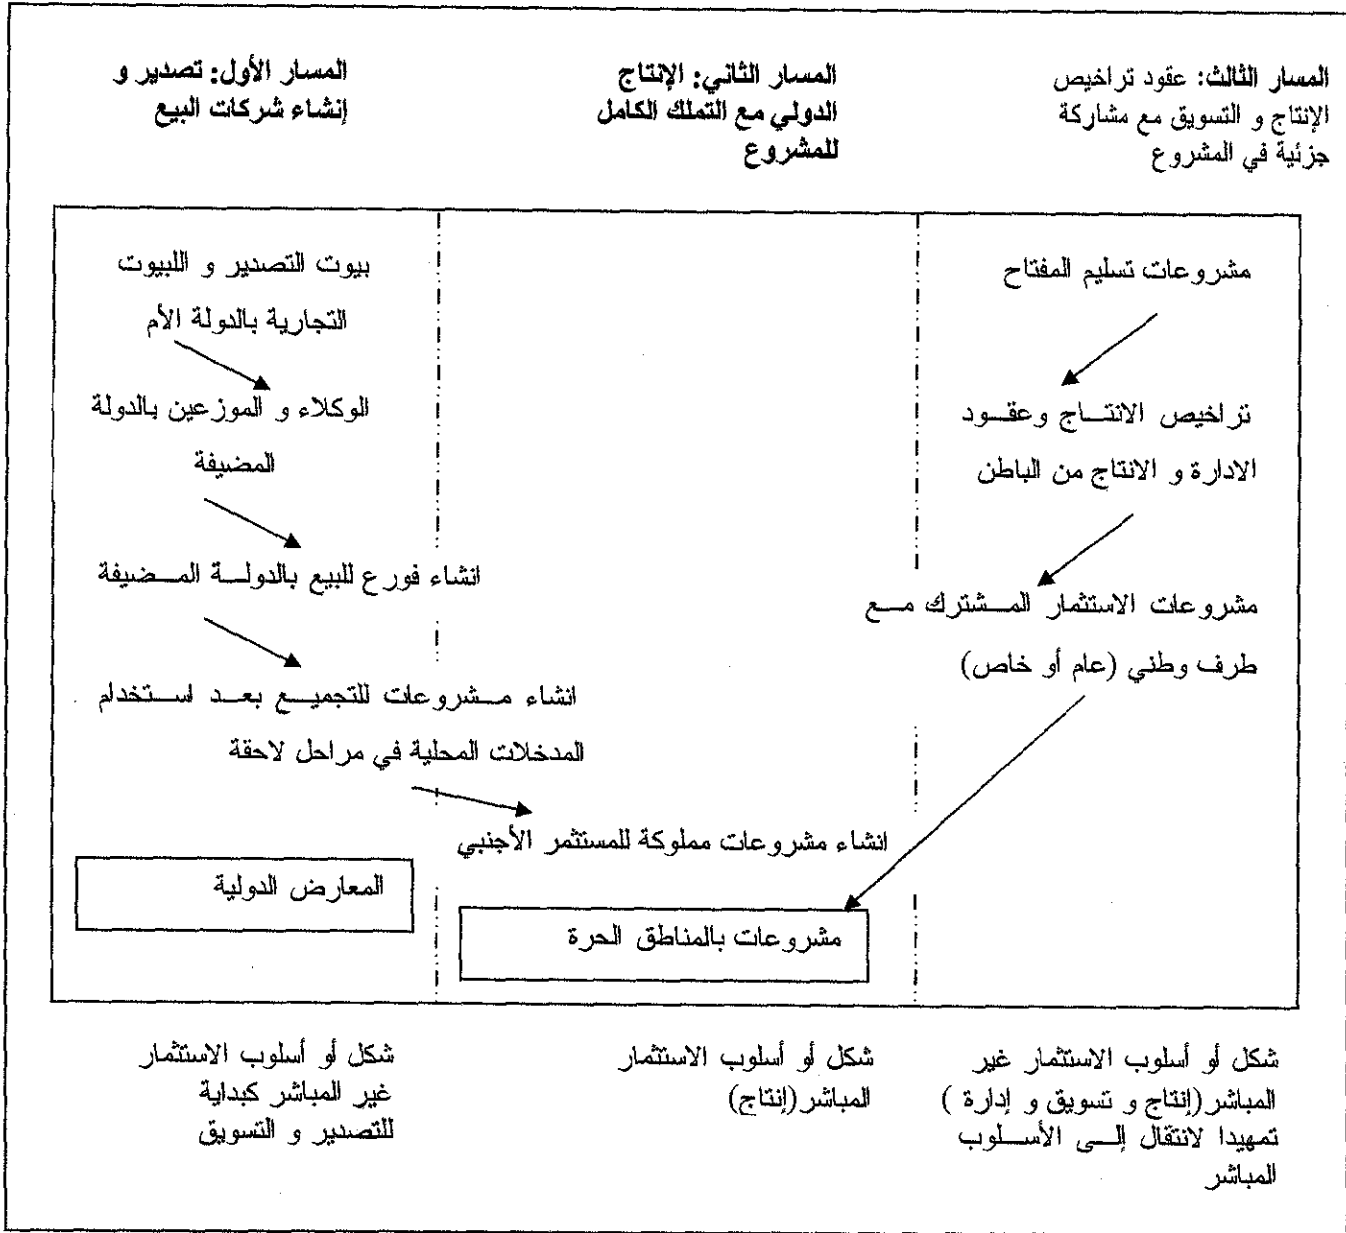 المسار الثالث: عقود تراخيص
الإنتاج و التسويق مع مشاركة
جزئية في المشروع
المسار الثاني: الإنتاج
الدولي مع التملك الكامل
للمشروع
المسار الأول: تصدير و
إنشاء شركات البيع
مشروعات تسليم المفتاح
تراخيص الانتاج وعقود
الادارة و الانتاج من الباطن
مشروعات الاستثمار المشترك مع
طرف وطني (عام أو خاص)
بيوت التصدير و اللبيوت
التجارية بالدولة الأم
الوكلاء و الموزعين بالدولة
المضيفة
انشاء فورع للبيع بالدولة المضيفة
انشاء مشروعات للتجميع بعد استخدام
المدخلات المحلية في مراحل لاحقة
انشاء مشروعات مملوكة للمستثمر الأجنبي
مشروعات بالمناطق الحرة
المعارض الدولية
شكل أو أسلوب الاستثمار غير
المباشر(إنتاج و تسويق و إدارة )
تمهيدا لانتقال إلى الأسلوب
المباشر
شكل أو أسلوب الاستثمار
المباشر(إنتاج)
شكل أو أسلوب الاستثمار
غير المباشر كبداية
للتصدير و التسويق